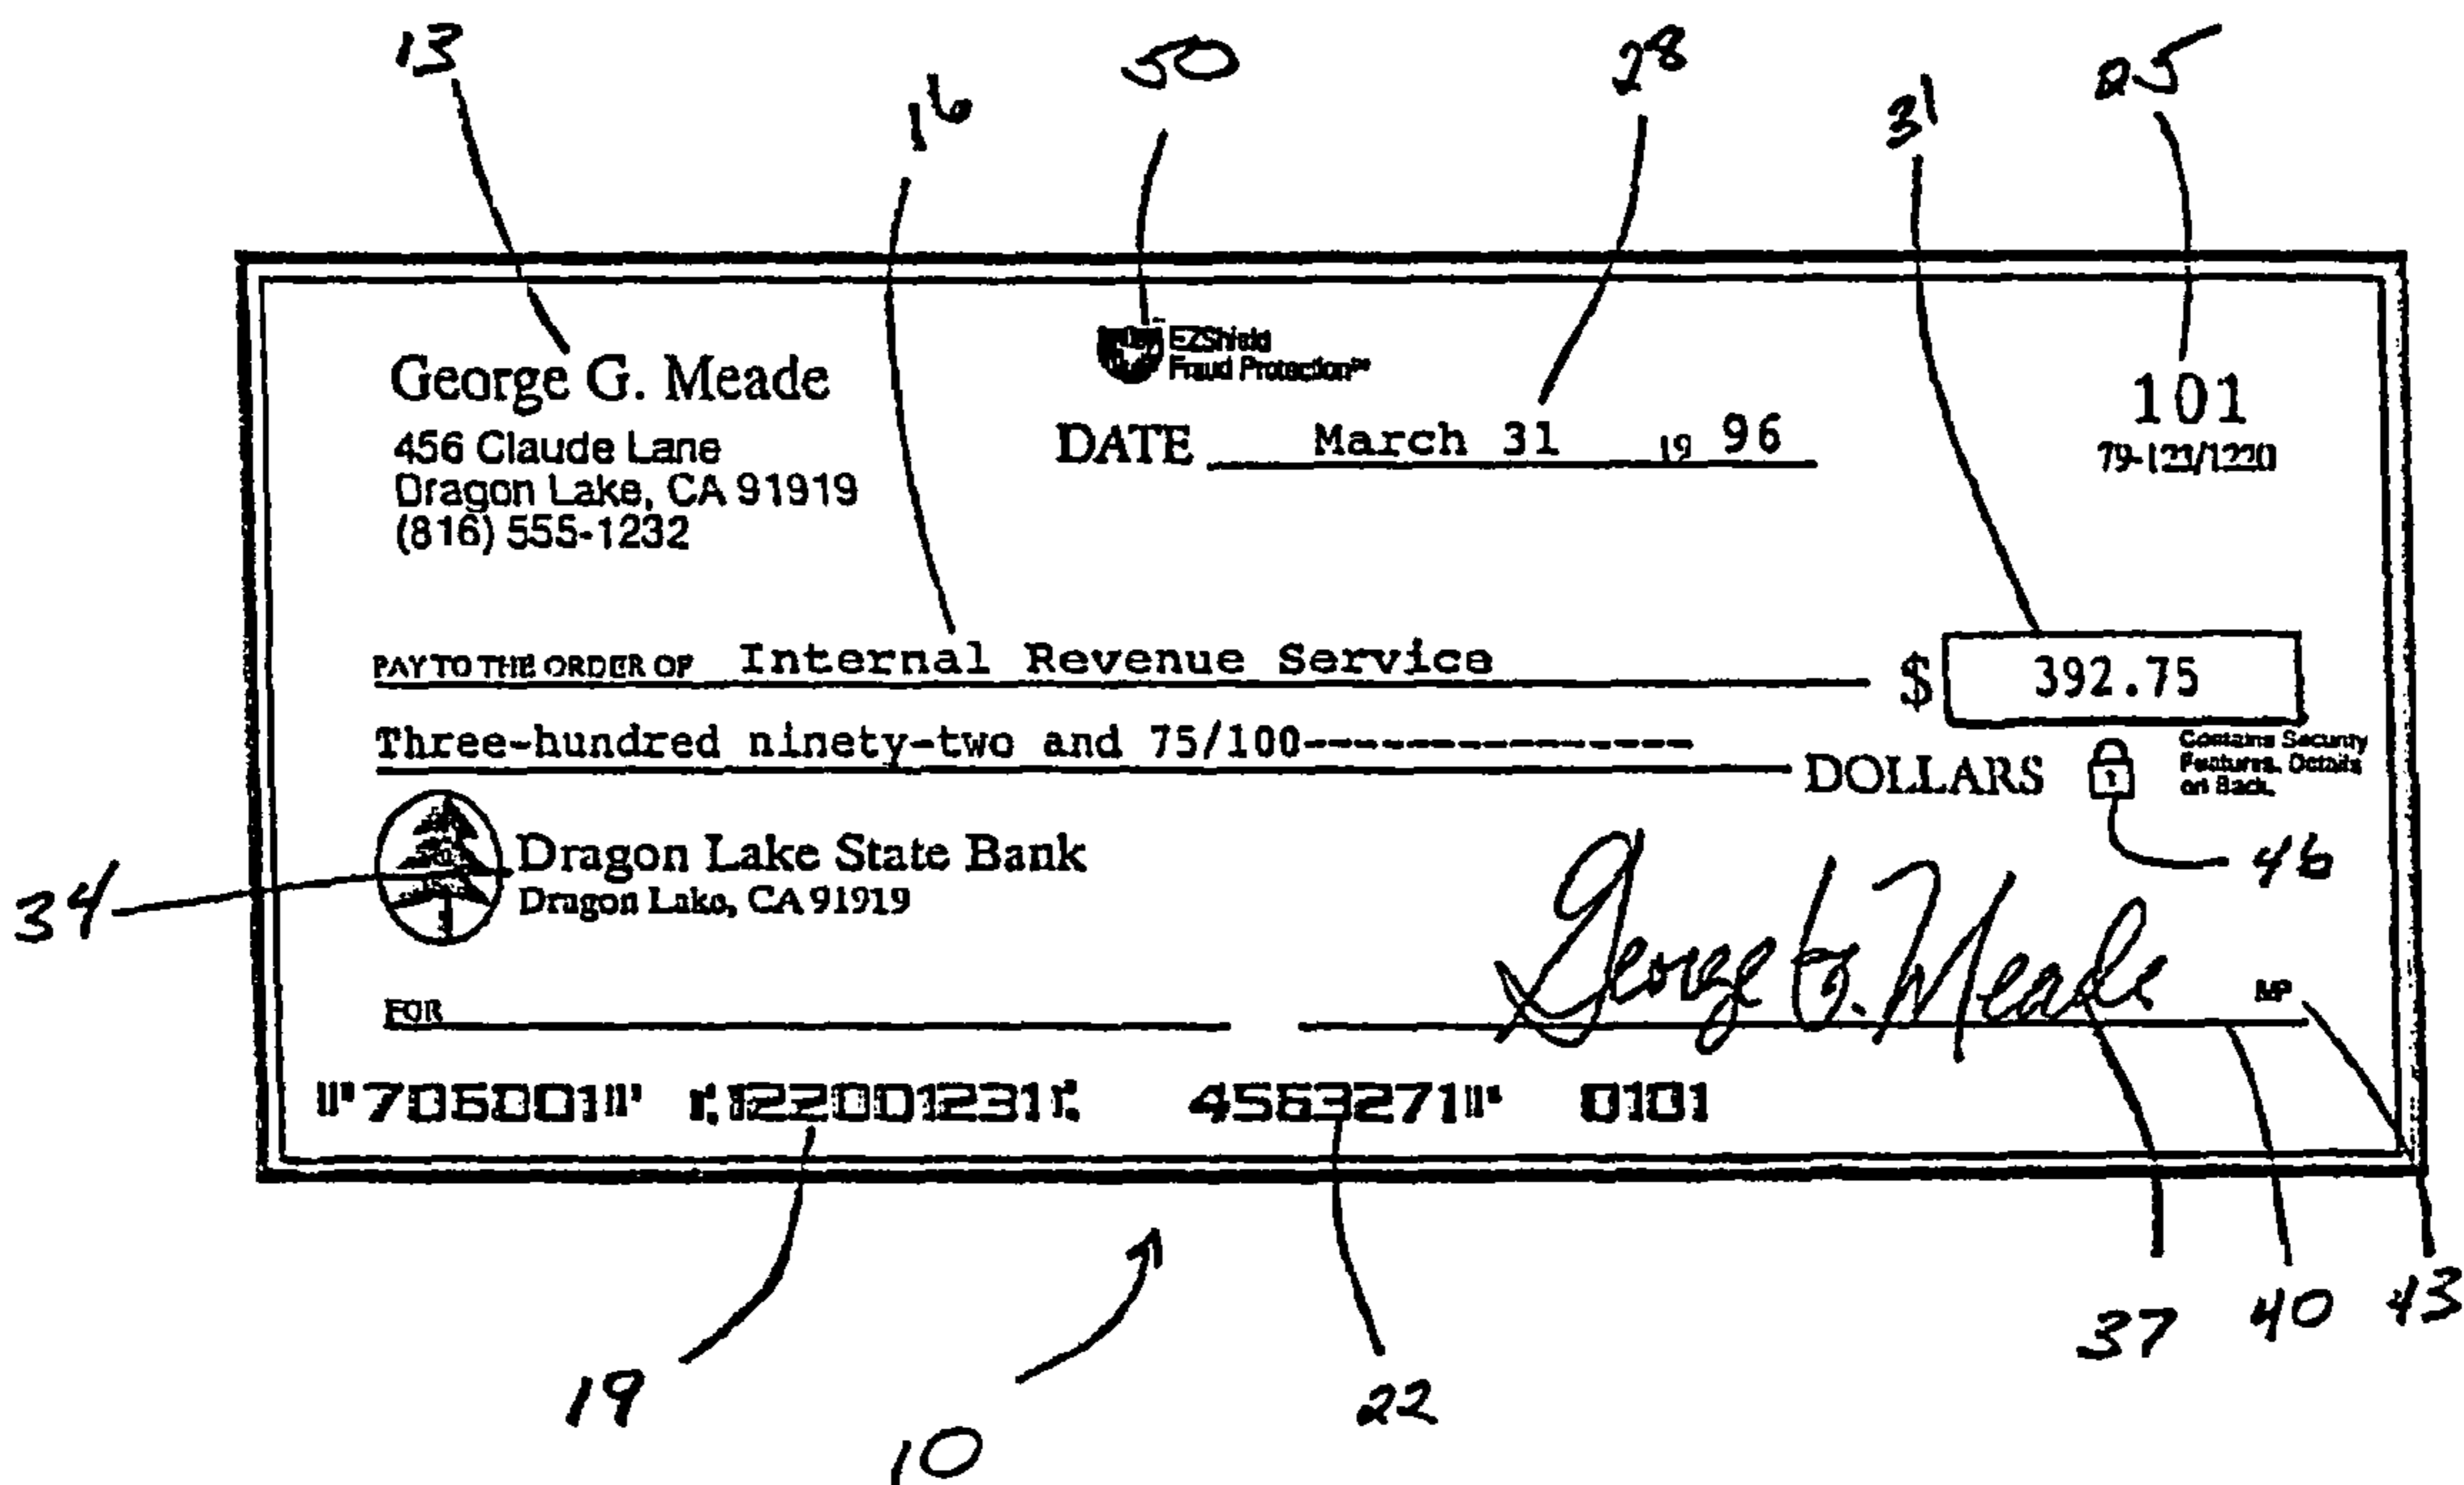 13
16
50
28
31
25
EZShield
Fraud Protection℠
George G. Meade
456 Claude Lane
Dragon Lake, CA 91919
(816) 555-1232
DATE March 31 19 96
101
79-123/1220
PAY TO THE ORDER OF Internal Revenue Service $ 392.75
Three-hundred ninety-two and 75/100---------------- DOLLARS
Contains Security
Features. Details
on Back.
46
34
Dragon Lake State Bank
Dragon Lake, CA 91919
George G. Meade
MP
FOR
⑈706001⑈ ⑆122001231⑆ 4563271⑈ 0101
19
10
22
37
40
43